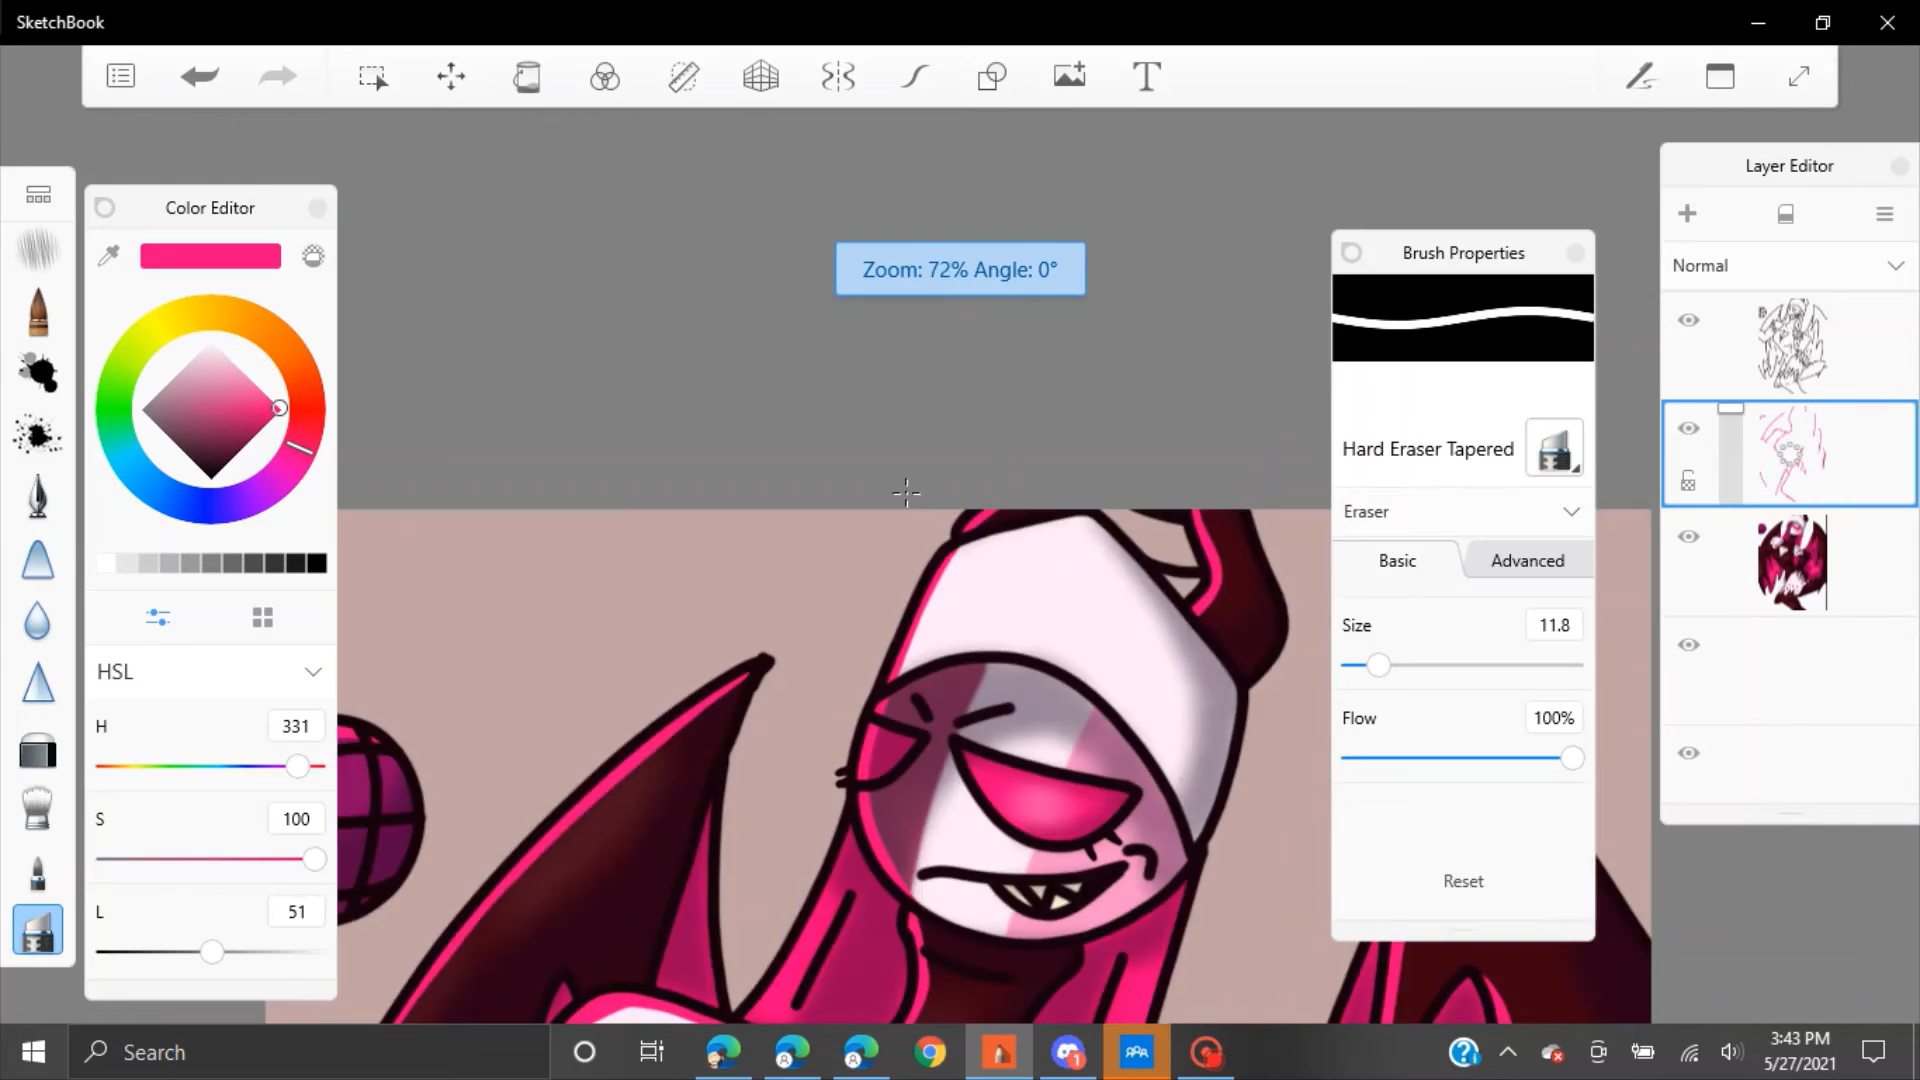 SketchBook
Layer Editor
Color Editor
Brush Properties
Normal
Zoom: 72% Angle: 0°
Hard Eraser Tapered
Eraser
Basic
Advanced
Size
11.8
HSL
H
331
Flow
100%
S
100
Reset
L
51
Search
1
3:43 PM
5/27/2021